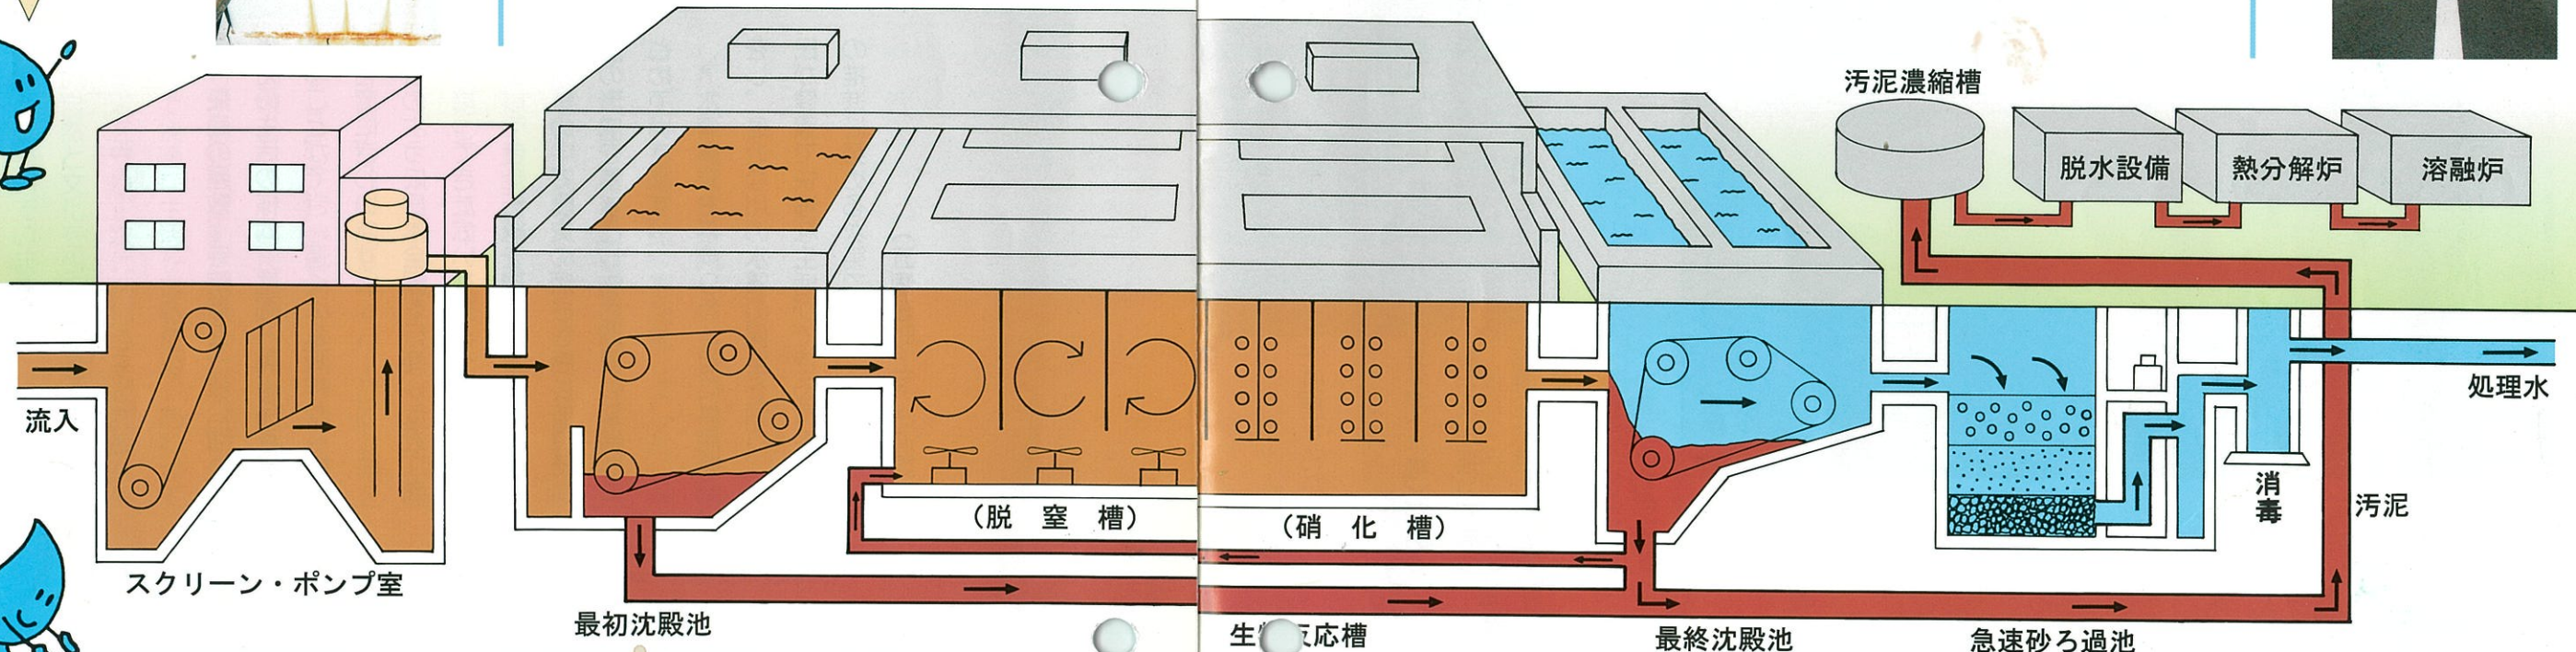 汚泥濃縮槽
脱水設備
熱分解炉
溶融炉
流入
処理水
消毒
汚泥
（脱窒槽）
（硝化槽）
スクリーン・ポンプ室
最初沈殿池
生 反応槽
最終沈殿池
急速砂ろ過池